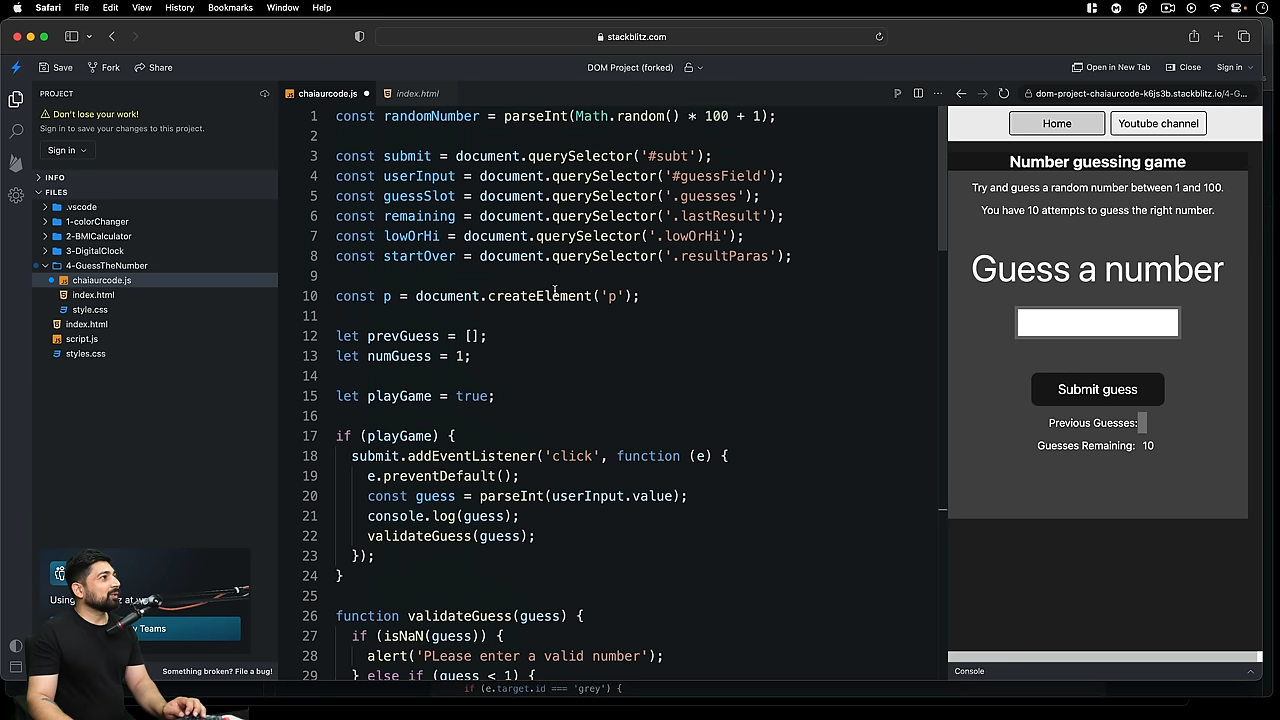 Safari File Edit View History Bookmarks Window Help
stackblitz.com
Save Fork Share
DOM Project (forked)
Open in New Tab Close Sign in
PROJECT
Don't lose your work!
Sign in to save your changes to this project.
Sign in
INFO
FILES
.vscode
1-colorChanger
2-BMICalculator
3-DigitalClock
4-GuessTheNumber
chaiaurcode.js
index.html
style.css
index.html
script.js
styles.css
Using
Teams
Something broken? File a bug!
chaiaurcode.js index.html
1 const randomNumber = parseInt(Math.random() * 100 + 1);
2
3 const submit = document.querySelector('#subt');
4 const userInput = document.querySelector('#guessField');
5 const guessSlot = document.querySelector('.guesses');
6 const remaining = document.querySelector('.lastResult');
7 const lowOrHi = document.querySelector('.lowOrHi');
8 const startOver = document.querySelector('.resultParas');
9
10 const p = document.createElement('p');
11
12 let prevGuess = [];
13 let numGuess = 1;
14
15 let playGame = true;
16
17 if (playGame) {
18 submit.addEventListener('click', function (e) {
19 e.preventDefault();
20 const guess = parseInt(userInput.value);
21 console.log(guess);
22 validateGuess(guess);
23 });
24 }
25
26 function validateGuess(guess) {
27 if (isNaN(guess)) {
28 alert('PLease enter a valid number');
29 } else if (guess < 1) {
if (e.target.id === 'grey') {
dom-project-chaiaurcode-k6js3b.stackblitz.io/4-G...
Home Youtube channel
Number guessing game
Try and guess a random number between 1 and 100.
You have 10 attempts to guess the right number.
Guess a number
Submit guess
Previous Guesses:
Guesses Remaining: 10
Console